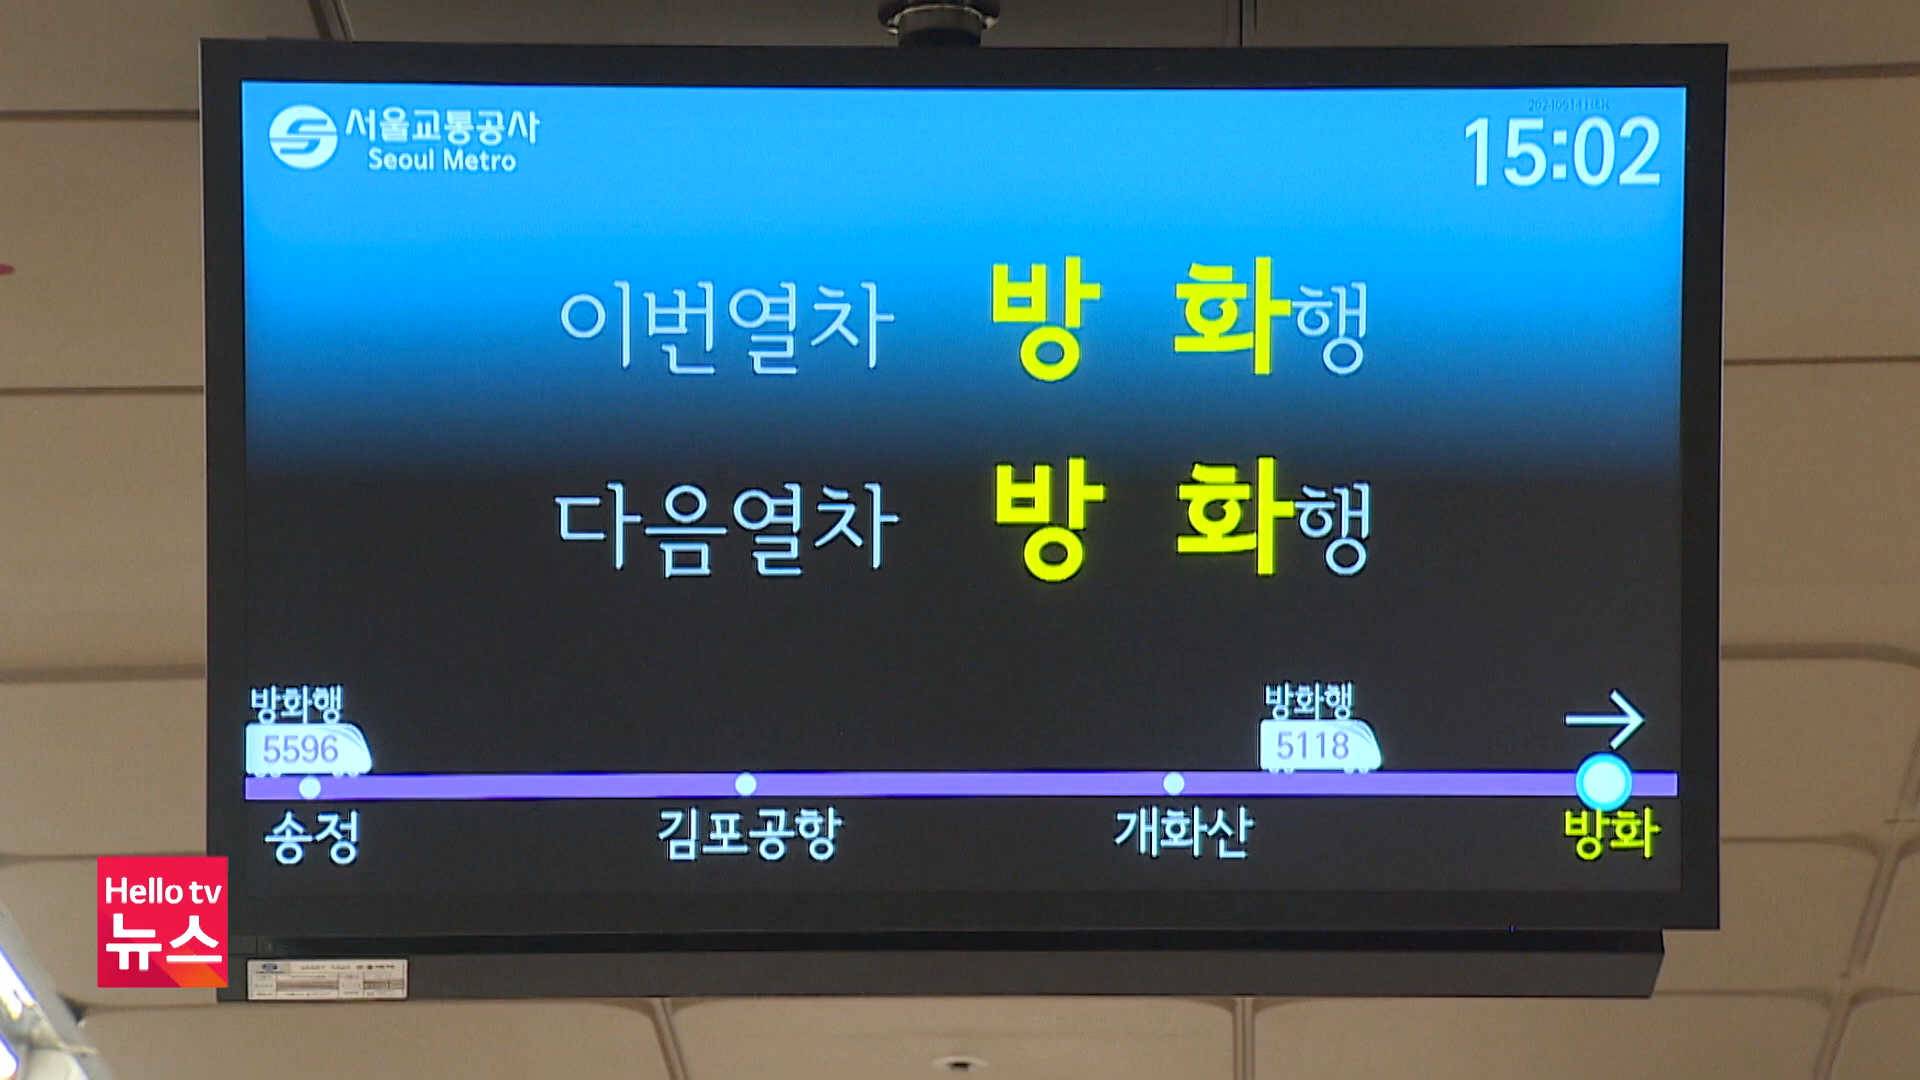 서울교통공사
Seoul Metro
15:02
이번열차 방 화행
다음열차 방 화행
방화행
5596
방화행
5118
송정
김포공항
개화산
방화
Hello tv
뉴스